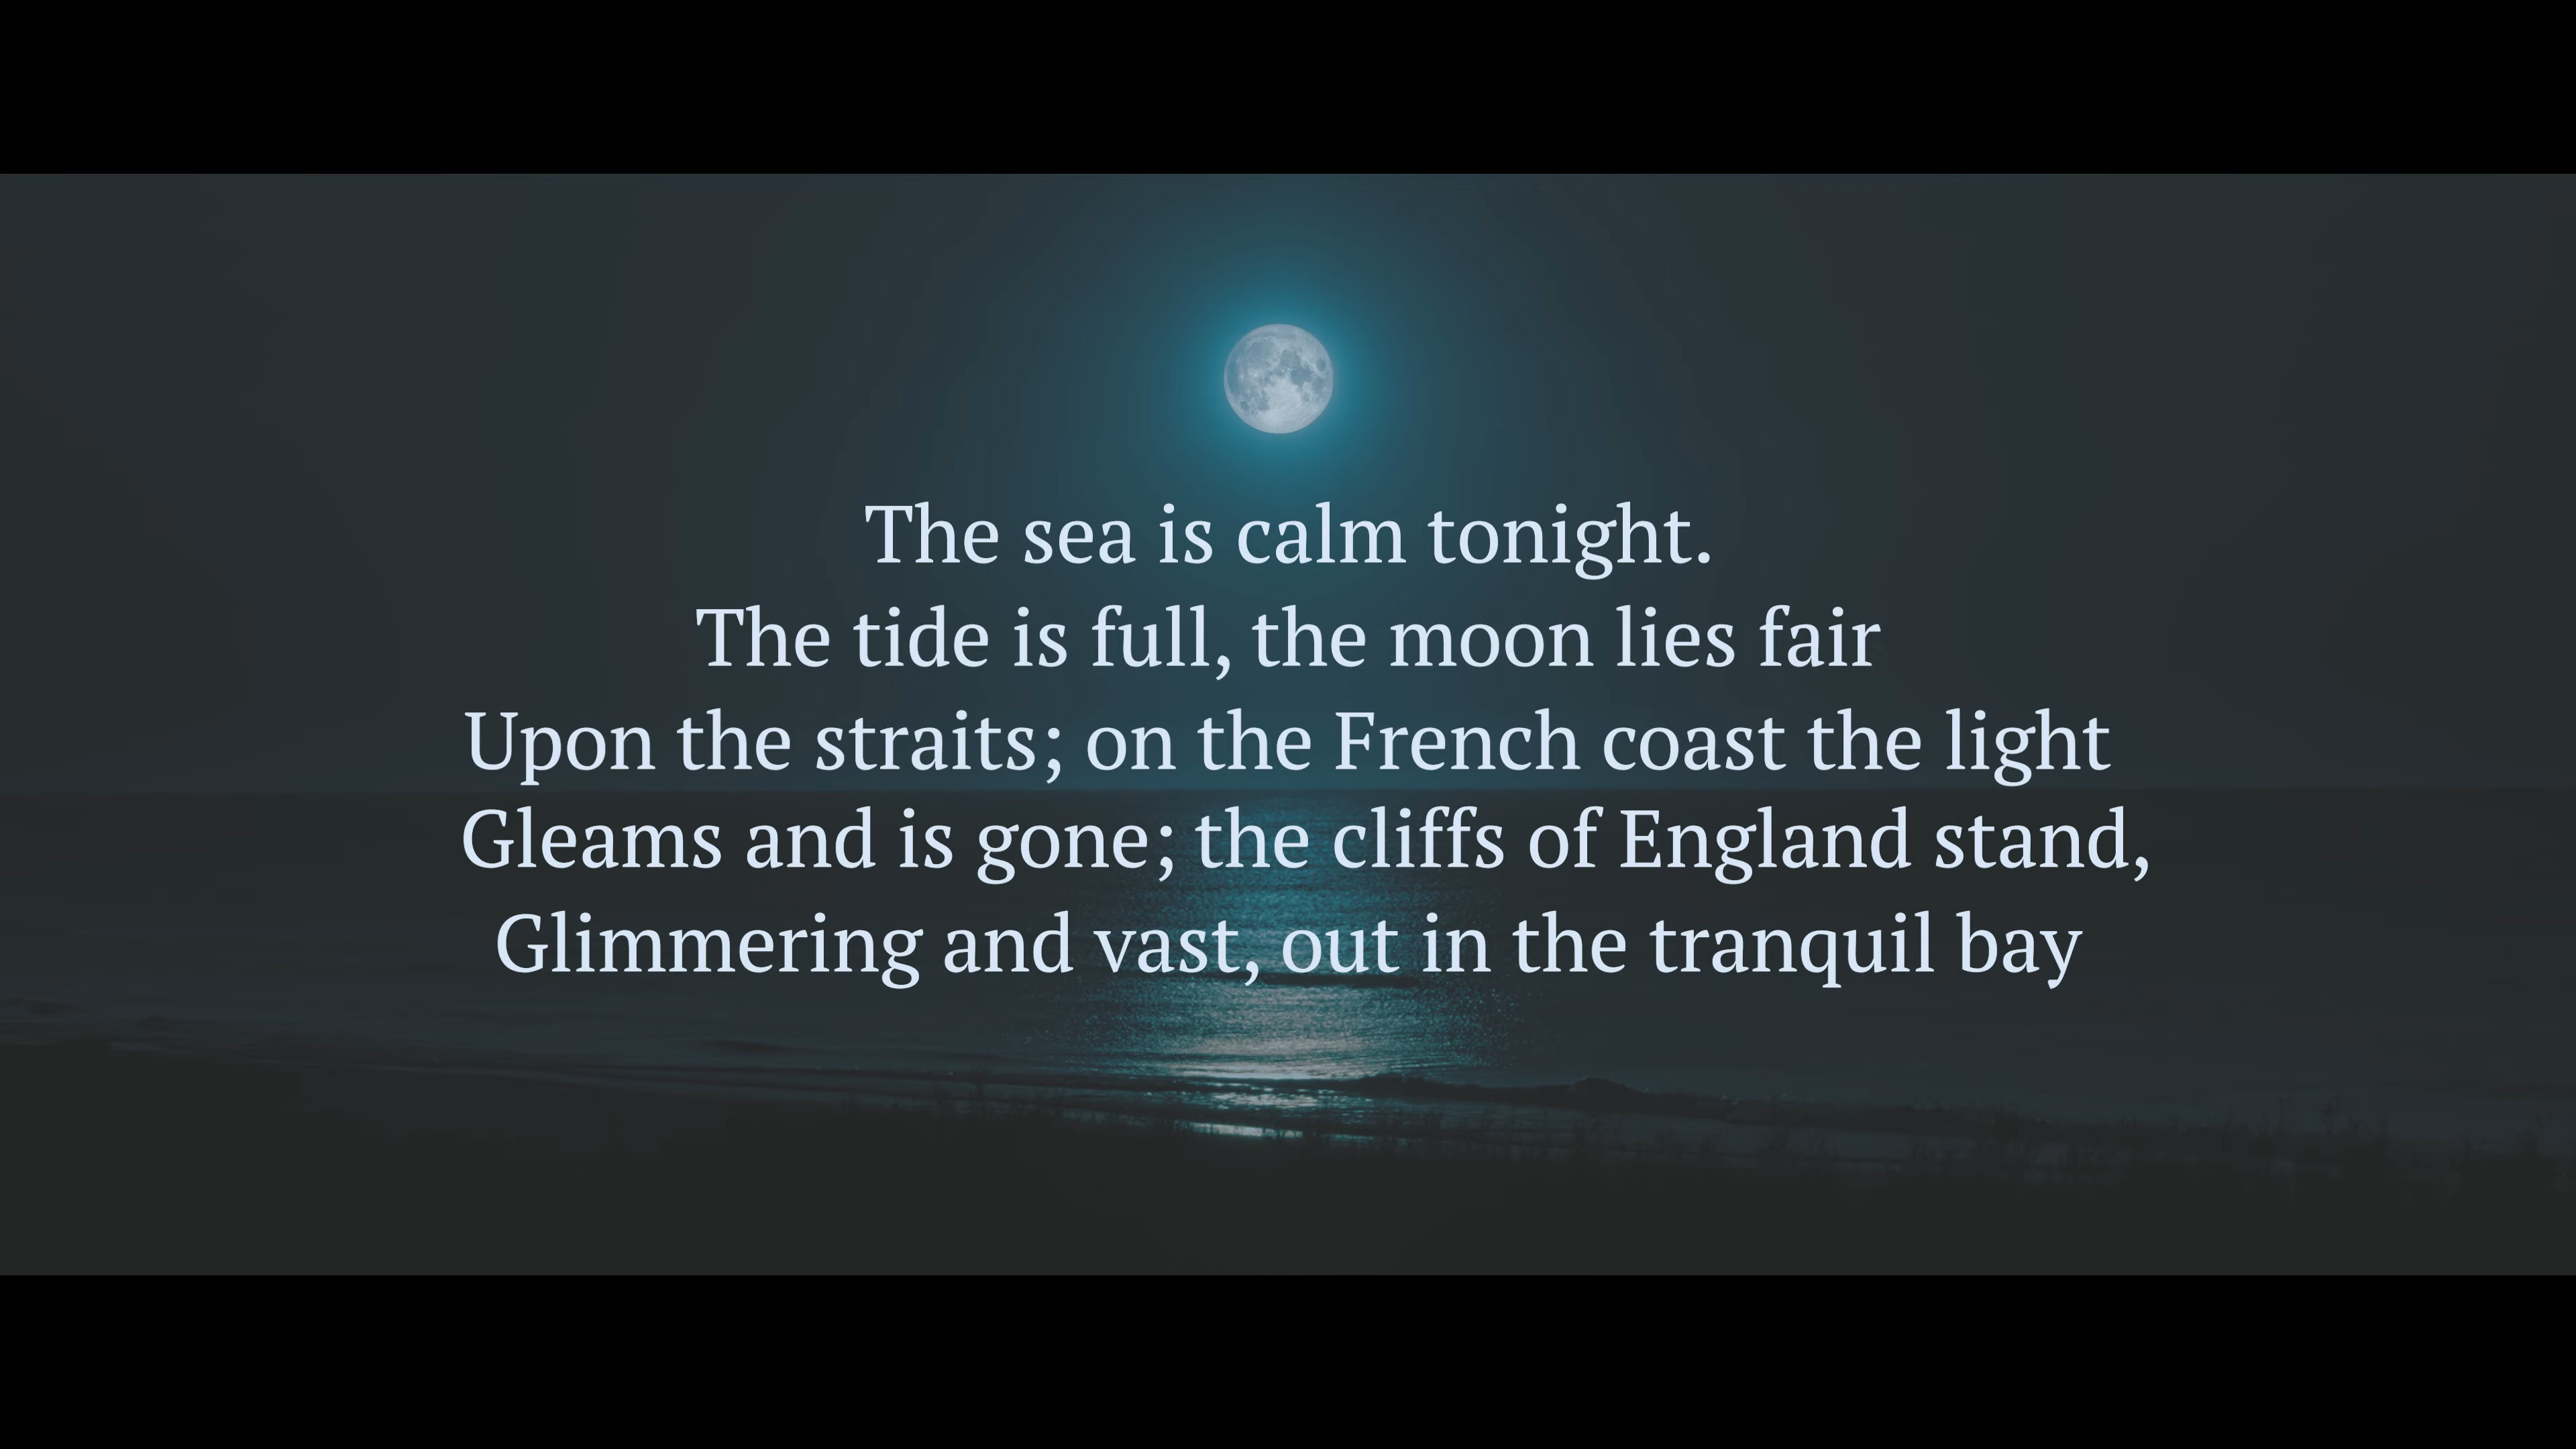 The sea is calm tonight.
The tide is full, the moon lies fair
Upon the straits; on the French coast the light
Gleams and is gone; the cliffs of England stand,
Glimmering and vast, out in the tranquil bay